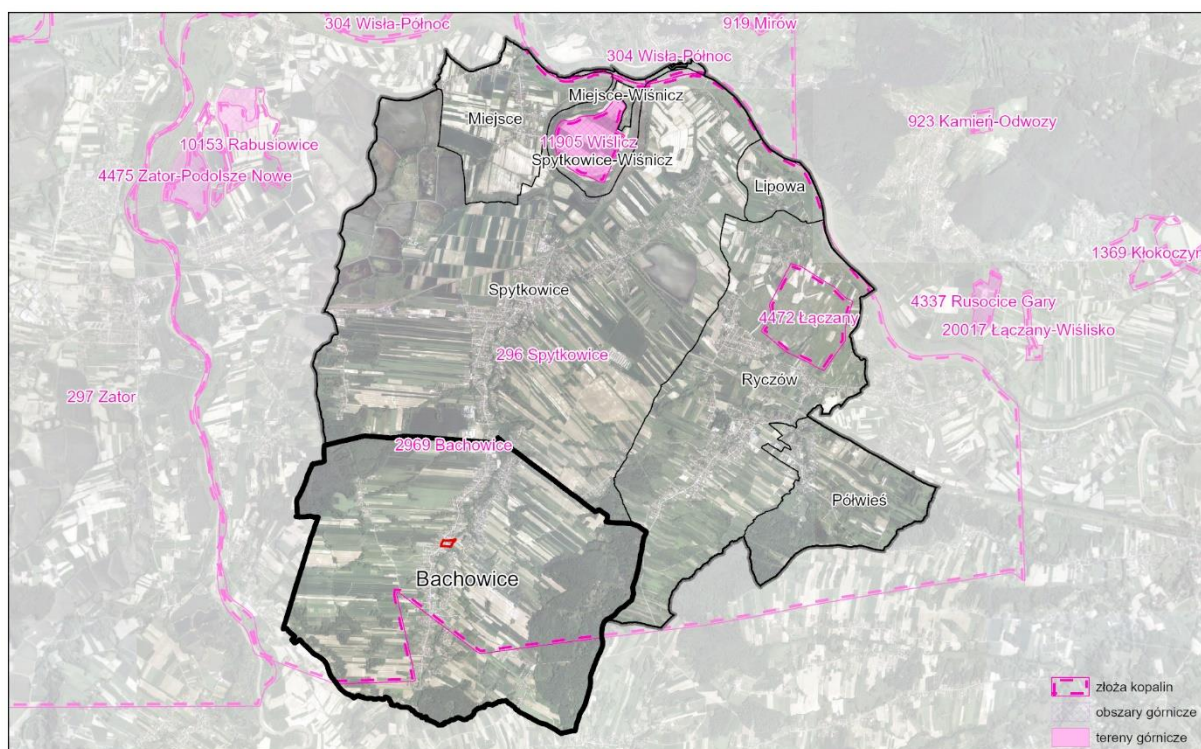 304 Wisła-Północ
919 Mirów
304 Wisła-Północ
Miejsce-Wiśnicz
Miejsce
923 Kamień-Odwozy
10153 Rabusiowice
11905 Wiślicz
Spytkowice-Wiśnicz
4475 Zator-Podolsze Nowe
Lipowa
1369 Kłokoczyn
Spytkowice
4337 Rusocice Gary
4472 Łączany
20017 Łączany-Wiślisko
296 Spytkowice
Ryczów
297 Zator
2969 Bachowice
Półwieś
Bachowice
złoża kopalin
obszary górnicze
tereny górnicze